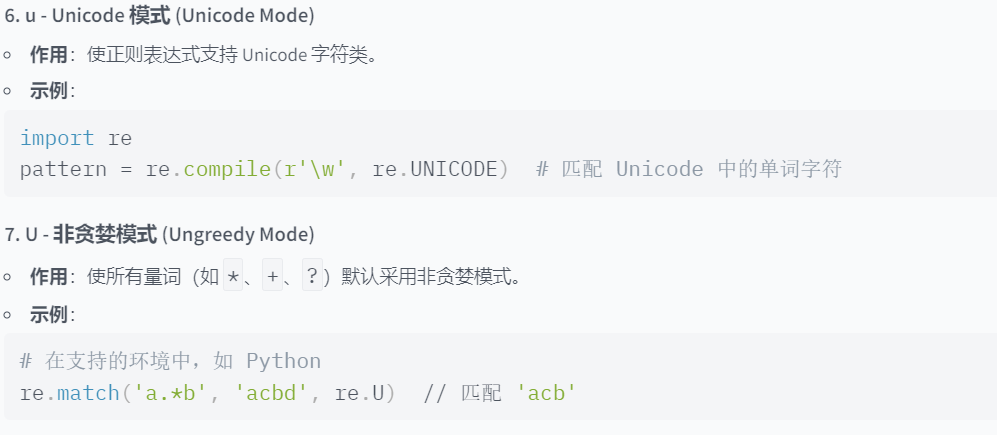 6. u - Unicode 模式 (Unicode Mode)
作用：使正则表达式支持 Unicode 字符类。
示例：
import re
pattern = re.compile(r'\w', re.UNICODE)  # 匹配 Unicode 中的单词字符
7. U - 非贪婪模式 (Ungreedy Mode)
作用：使所有量词（如 *、+、?）默认采用非贪婪模式。
示例：
# 在支持的环境中，如 Python
re.match('a.*b', 'acbd', re.U)  // 匹配 'acb'